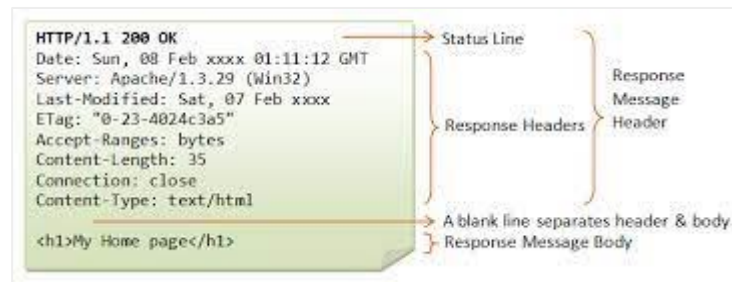 HTTP/1.1 200 OK
Date: Sun, 08 Feb xxxx 01:11:12 GMT
Server: Apache/1.3.29 (Win32)
Last-Modified: Sat, 07 Feb xxxx
ETag: "0-23-4024c3a5"
Accept-Ranges: bytes
Content-Length: 35
Connection: close
Content-Type: text/html
<h1>My Home page</h1>
Status Line
Response Headers
Response
Message
Header
A blank line separates header & body
Response Message Body